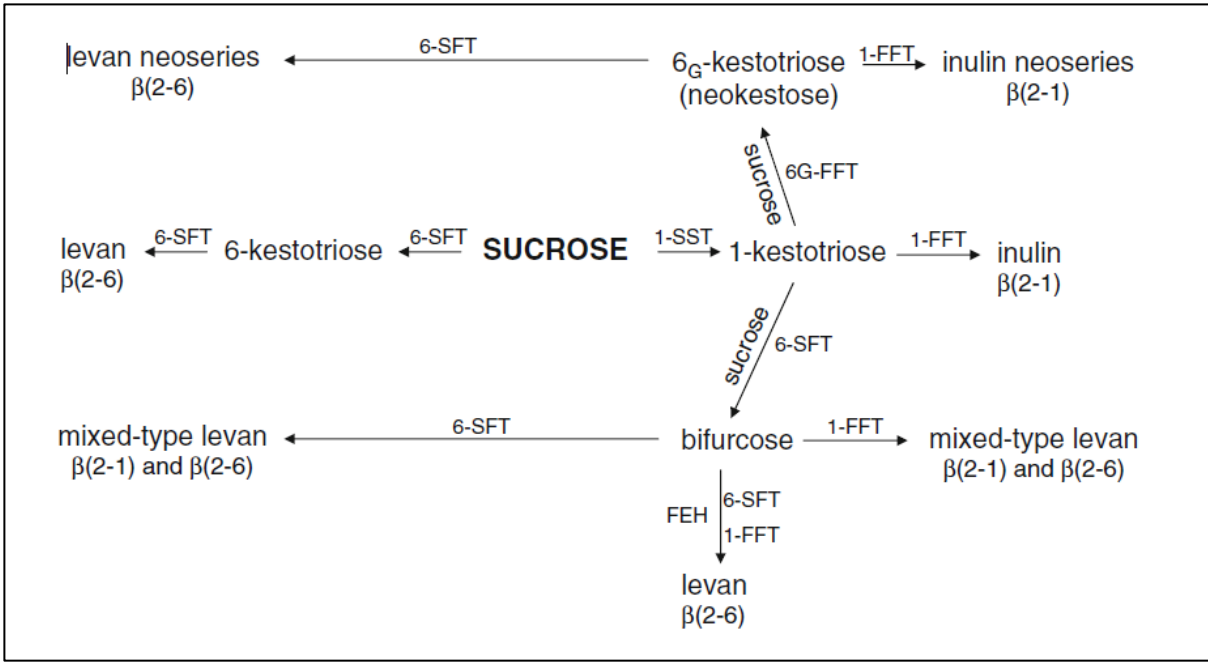 levan neoseries
β(2-6)
6-SFT
6G-kestotriose
(neokestose)
1-FFT
inulin neoseries
β(2-1)
sucrose
6G-FFT
levan
β(2-6)
6-SFT
6-kestotriose
6-SFT
SUCROSE
1-SST
1-kestotriose
1-FFT
inulin
β(2-1)
sucrose
6-SFT
mixed-type levan
β(2-1) and β(2-6)
6-SFT
bifurcose
1-FFT
mixed-type levan
β(2-1) and β(2-6)
FEH
6-SFT
1-FFT
levan
β(2-6)